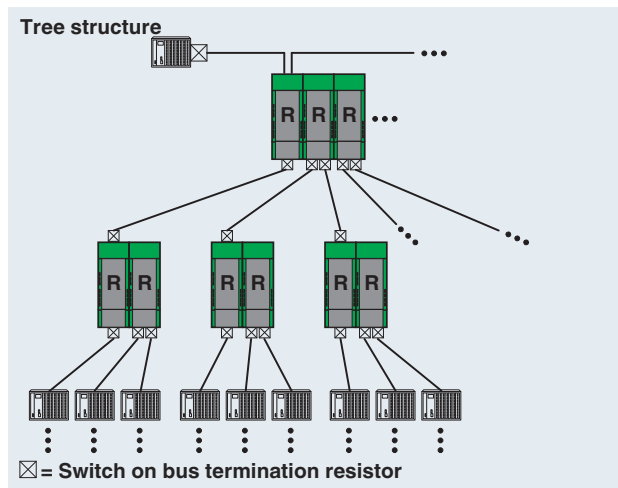 Tree structure
R R R
R R R R R R
= Switch on bus termination resistor